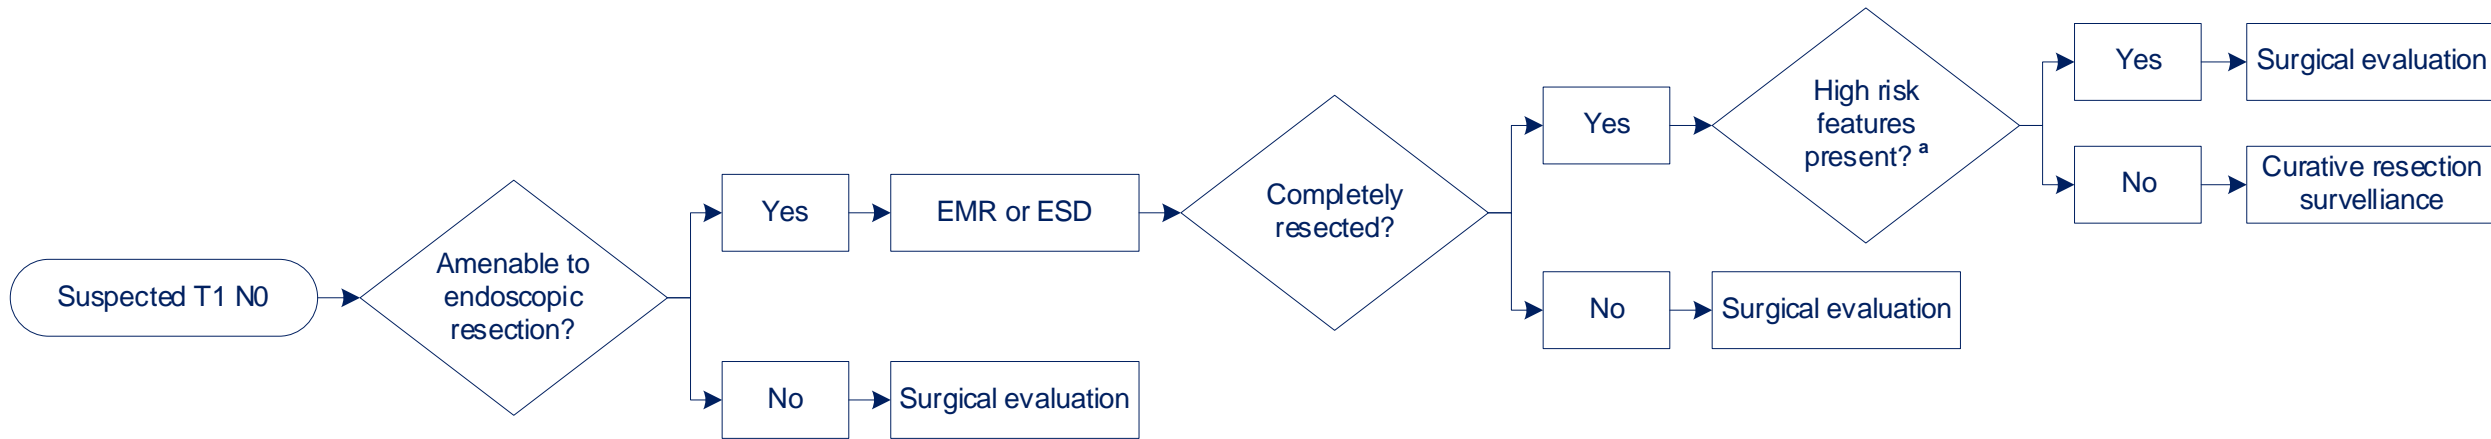 Suspected T1 N0
Amenable to
endoscopic
resection?
Yes
EMR or ESD
No
Surgical evaluation
Completely
resected?
Yes
High risk
features
present? a
Yes
Surgical evaluation
No
Curative resection
survelliance
No
Surgical evaluation